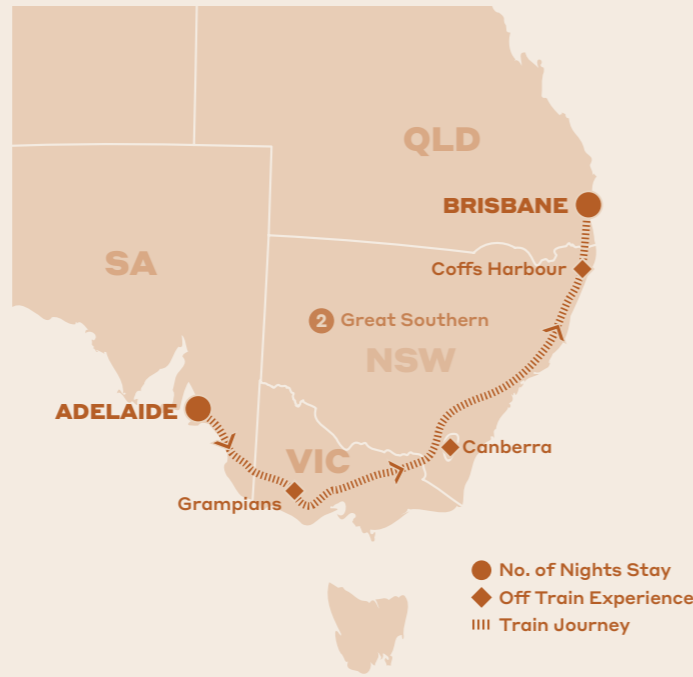 QLD
BRISBANE
Coffs Harbour
SA
2 Great Southern
NSW
ADELAIDE
Canberra
VIC
Grampians
No. of Nights Stay
Off Train Experience
Train Journey